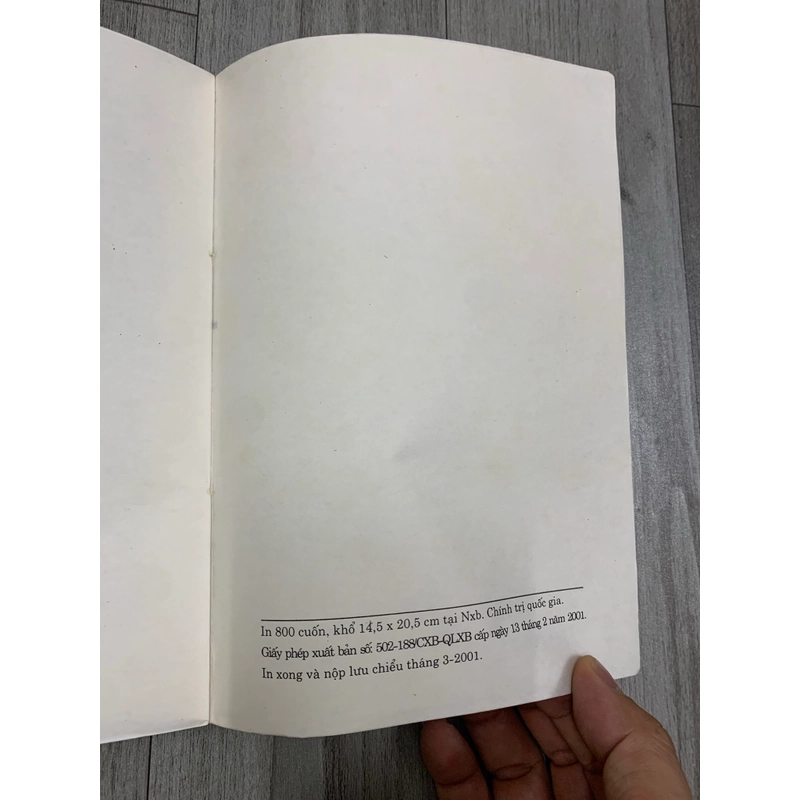 In 800 cuốn, khổ 14,5 x 20,5 cm tại Nxb. Chính trị quốc gia.
Giấy phép xuất bản số: 502-188/CXB-QLXB cấp ngày 13 tháng 2 năm 2001.
In xong và nộp lưu chiểu tháng 3-2001.